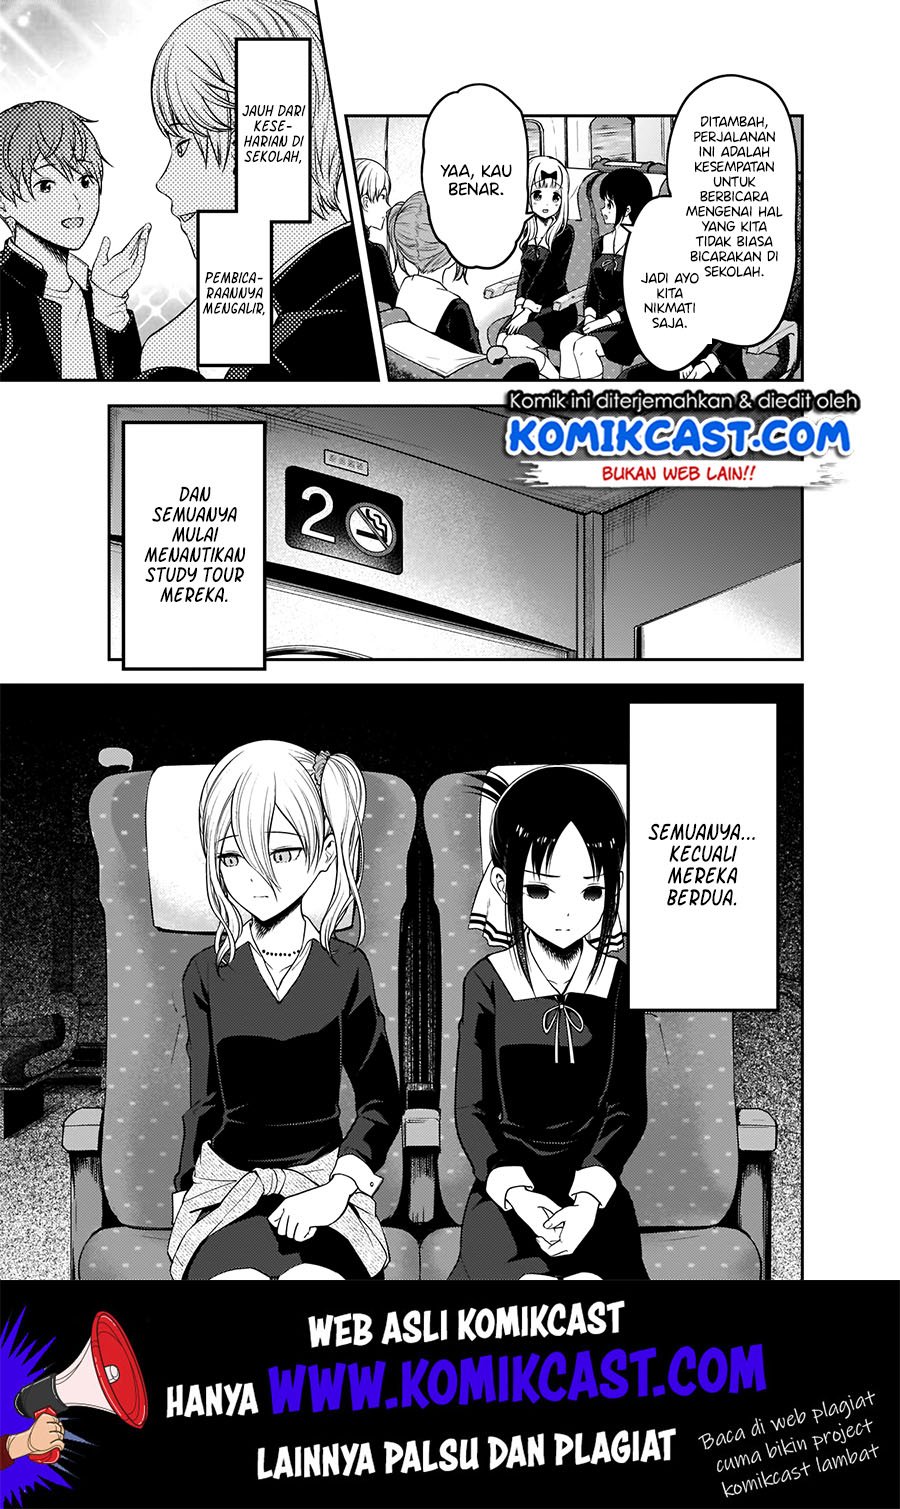 DITAMBAH,
PERJALANAN
INI ADALAH
KESEMPATAN
UNTUK
BERBICARA
MENGENAI HAL
YANG KITA
TIDAK BIASA
BICARAKAN DI
SEKOLAH.
JADI AYO
KITA
NIKMATI
SAJA.
YAA, KAU
BENAR.
JAUH DARI
KESE-
HARIAN DI
SEKOLAH,
PEMBICA-
RAANNYA
MENGALIR,
Komik ini diterjemahkan & diedit oleh
KOMIKCAST.COM
BUKAN WEB LAIN!!
2
DAN
SEMUANYA
MULAI
MENANTIKAN
STUDY TOUR
MEREKA.
SEMUANYA...
KECUALI
MEREKA
BERDUA.
WEB ASLI KOMIKCAST
HANYA WWW.KOMIKCAST.COM
LAINNYA PALSU DAN PLAGIAT
Baca di web plagiat
cuma bikin project
komikcast lambat